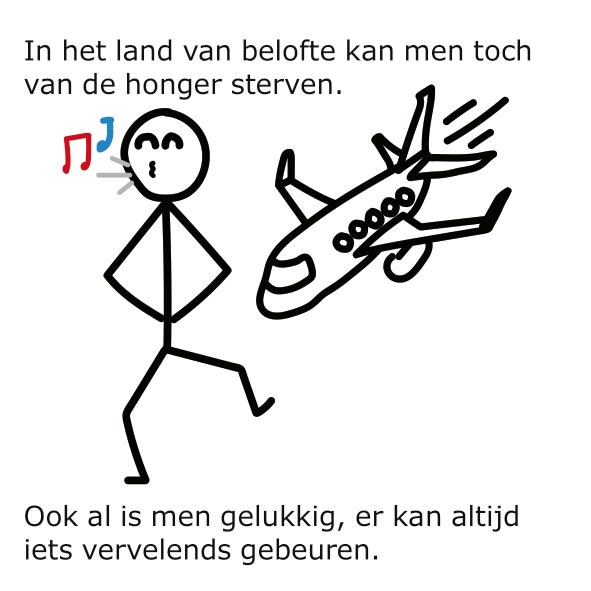 In het land van belofte kan men toch
van de honger sterven.
Ook al is men gelukkig, er kan altijd
iets vervelends gebeuren.